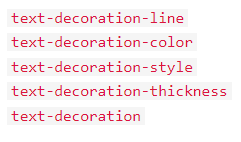 text-decoration-line
text-decoration-color
text-decoration-style
text-decoration-thickness
text-decoration